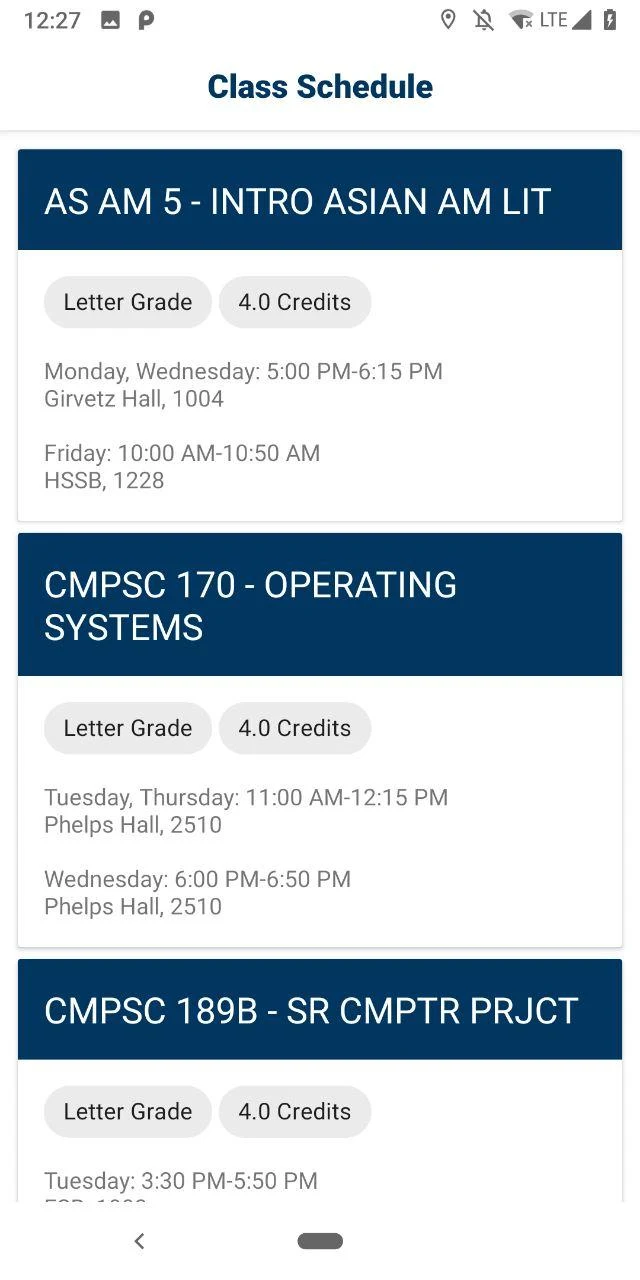 12:27
LTE
Class Schedule
AS AM 5 - INTRO ASIAN AM LIT
Letter Grade
4.0 Credits
Monday, Wednesday: 5:00 PM-6:15 PM
Girvetz Hall, 1004
Friday: 10:00 AM-10:50 AM
HSSB, 1228
CMPSC 170 - OPERATING
SYSTEMS
Letter Grade
4.0 Credits
Tuesday, Thursday: 11:00 AM-12:15 PM
Phelps Hall, 2510
Wednesday: 6:00 PM-6:50 PM
Phelps Hall, 2510
CMPSC 189B - SR CMPTR PRJCT
Letter Grade
4.0 Credits
Tuesday: 3:30 PM-5:50 PM